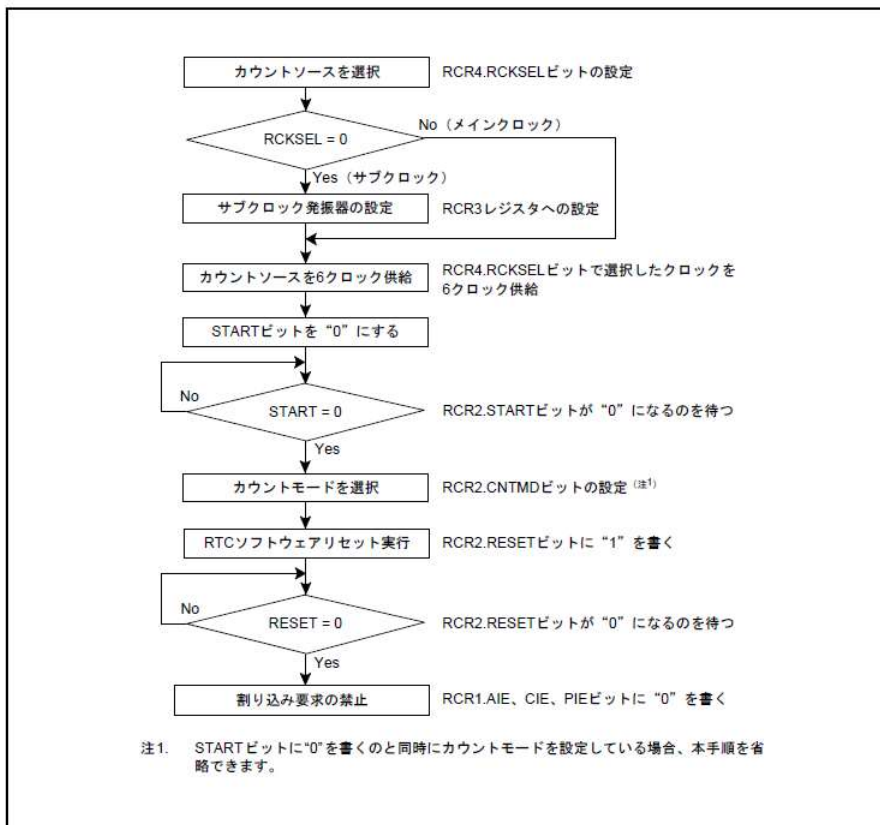 カウントソースを選択 RCR4.RCKSELビットの設定
No（メインクロック）
RCKSEL = 0
Yes（サブクロック）
サブクロック発振器の設定 RCR3レジスタへの設定
カウントソースを6クロック供給 RCR4.RCKSELビットで選択したクロックを
6クロック供給
STARTビットを“0”にする
No
START = 0 RCR2.STARTビットが“0”になるのを待つ
Yes
カウントモードを選択 RCR2.CNTMDビットの設定（注1）
RTCソフトウェアリセット実行 RCR2.RESETビットに“1”を書く
No
RESET = 0 RCR2.RESETビットが“0”になるのを待つ
Yes
割り込み要求の禁止 RCR1.AIE、CIE、PIEビットに“0”を書く
注1. STARTビットに“0”を書くのと同時にカウントモードを設定している場合、本手順を省
略できます。